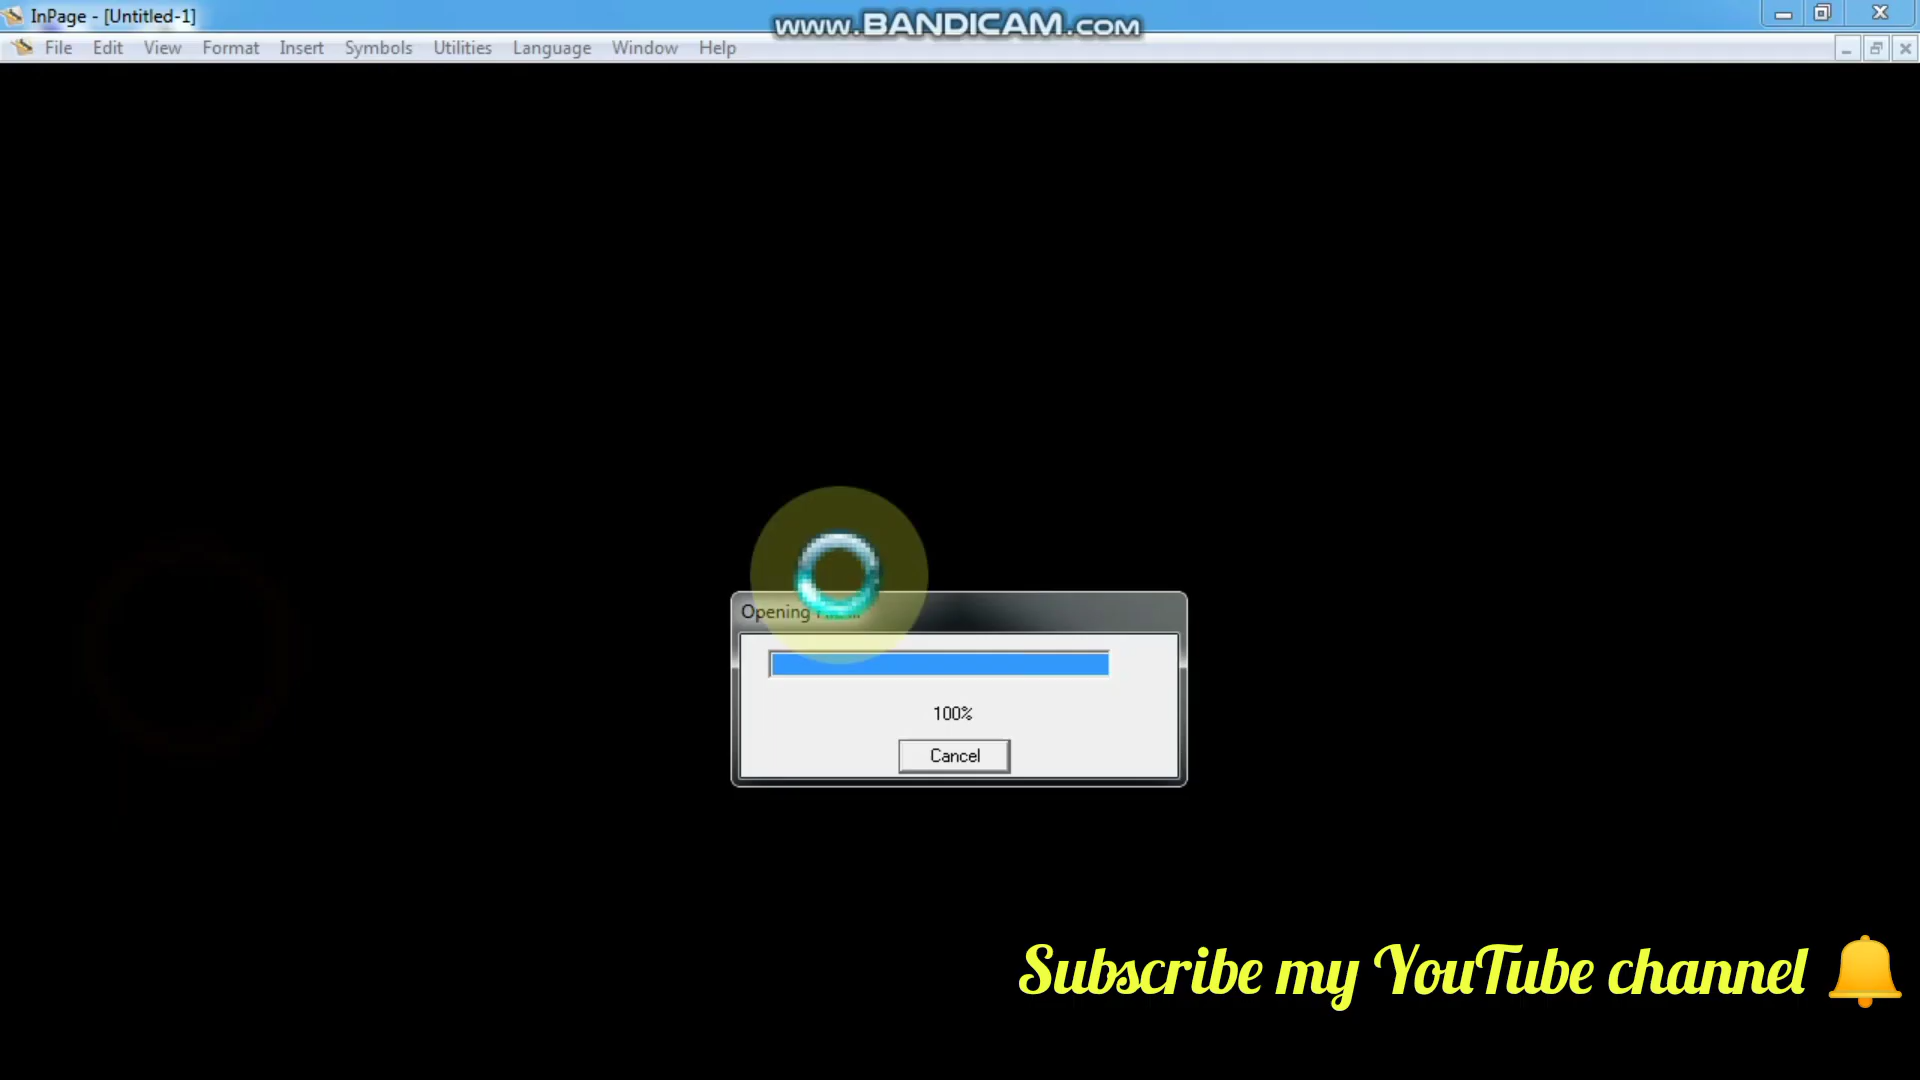 InPage - [Untitled-1]
www.BANDICAM.com
File Edit View Format Insert Symbols Utilities Language Window Help
Opening
100%
Cancel
Subscribe my YouTube channel 🔔